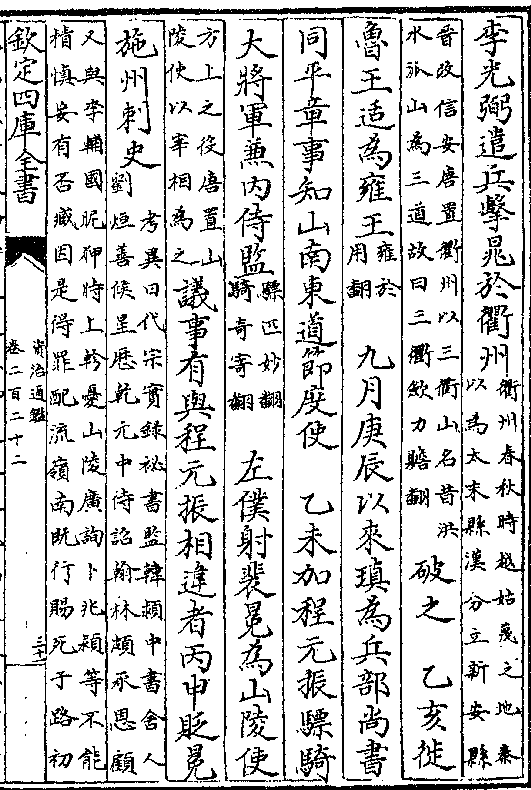 李光弼遣兵擊晁於衢州衢州春秋時越姑蔑之地秦以為太末縣漢分立新安縣
晉改信安唐置衢州以三衢山名昔洪水派山為三道故曰三衢欽力贍翻 破之 乙亥徙
魯王适為雍王雍於用翻 九月庚辰以來瑱為兵部尚書
同平章事知山南東道節度使 乙未加程元振驃騎
大將軍兼內侍監驃匹妙翻騎奇寄翻 左僕射裴冕為山陵使
方上之役唐置山陵使以宰相為之議事有與程元振相違者丙申貶冕
施州刺史考異曰代宗實錄祕書監韓穎中書舍人劉烜善候星歷乾元中待詔翰林頗承恩顧
又與李輔國昵狎時上軫憂山陵廣詢卜兆穎等不能精慎妄有否臧因是得罪配流嶺南既行賜死于路初
欽定四庫全書
資治通鑑
卷二百二十二
三十